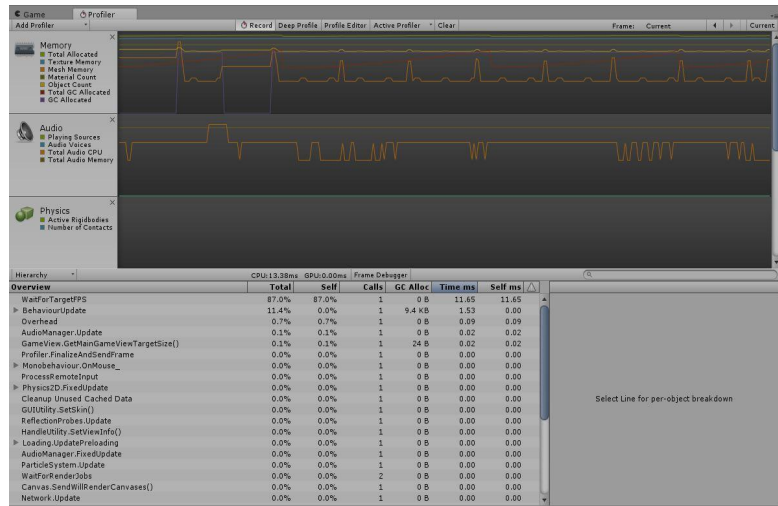 Game Profiler
Add Profiler Record Deep Profile Profile Editor Active Profiler Clear Frame: Current Current
Memory
Total Allocated
Texture Memory
Mesh Memory
Material Count
Object Count
Total GC Allocated
GC Allocated
Audio
Playing Sources
Audio Voices
Total Audio CPU
Total Audio Memory
Physics
Active Rigidbodies
Number of Contacts
Hierarchy CPU:13.38ms GPU:0.00ms Frame Debugger
Overview Total Self Calls GC Alloc Time ms Self ms
WaitForTargetFPS 87.0% 87.0% 1 0 B 11.65 11.65
BehaviourUpdate 11.4% 0.0% 1 9.4 KB 1.53 0.00
Overhead 0.7% 0.7% 1 0 B 0.09 0.09
AudioManager.Update 0.1% 0.1% 1 0 B 0.02 0.02
GameView.GetMainGameViewTargetSize() 0.1% 0.1% 1 24 B 0.02 0.02
Profiler.FinalizeAndSendFrame 0.0% 0.0% 1 0 B 0.00 0.00
Monobehaviour.OnMouse_ 0.0% 0.0% 1 0 B 0.00 0.00
ProcessRemoteInput 0.0% 0.0% 1 0 B 0.00 0.00
Physics2D.FixedUpdate 0.0% 0.0% 1 0 B 0.00 0.00
Cleanup Unused Cached Data 0.0% 0.0% 1 0 B 0.00 0.00
GUIUtility.SetSkin() 0.0% 0.0% 1 0 B 0.00 0.00
ReflectionProbes.Update 0.0% 0.0% 1 0 B 0.00 0.00
HandleUtility.SetViewInfo() 0.0% 0.0% 1 0 B 0.00 0.00
Loading.UpdatePreloading 0.0% 0.0% 1 0 B 0.00 0.00
AudioManager.FixedUpdate 0.0% 0.0% 1 0 B 0.00 0.00
ParticleSystem.Update 0.0% 0.0% 1 0 B 0.00 0.00
WaitForRenderJobs 0.0% 0.0% 2 0 B 0.00 0.00
Canvas.SendWillRenderCanvases() 0.0% 0.0% 1 0 B 0.00 0.00
Network.Update 0.0% 0.0% 1 0 B 0.00 0.00
Select Line for per-object breakdown